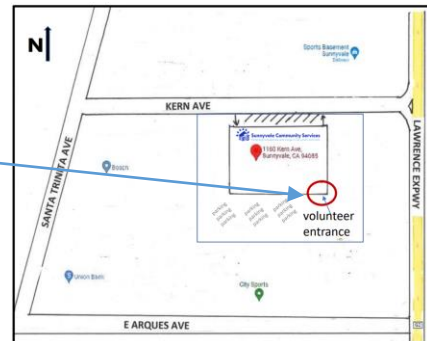 N
Sports Basement
Sunnyvale
KERN AVE
Sunnyvale Community Services
1160 Kern Ave,
Sunnyvale, CA 94085
SANTA TRINITA AVE
LAWRENCE EXPWY
Bosch
parking parking parking
parking parking parking
parking parking parking
volunteer
entrance
Union Bank
City Sports
E ARQUES AVE